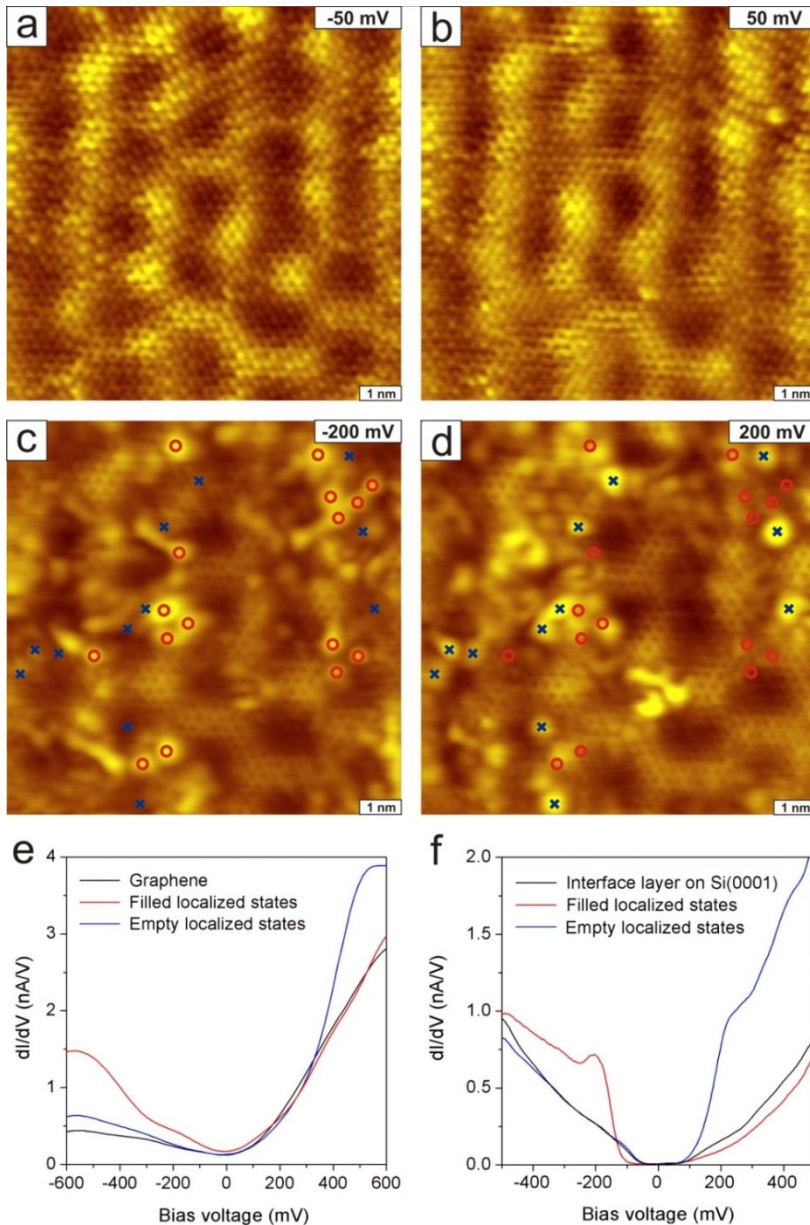 a
-50 mV
b
50 mV
1 nm
1 nm
c
-200 mV
d
200 mV
1 nm
1 nm
e
f
4
3
2
1
0
dI/dV (nA/V)
Graphene
Filled localized states
Empty localized states
-600 -400 -200 0 200 400 600
Bias voltage (mV)
2.0
1.5
1.0
0.5
0.0
dI/dV (nA/V)
Interface layer on Si(0001)
Filled localized states
Empty localized states
-400 -200 0 200 400
Bias voltage (mV)